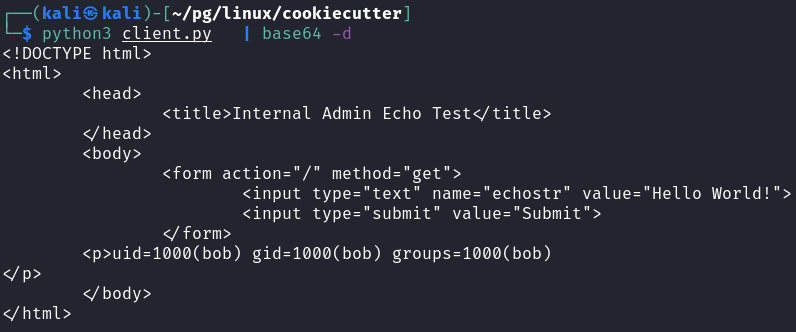 ┌──(kali㉿kali)-[~/pg/linux/cookiecutter]
└─$ python3 client.py   | base64 -d
<!DOCTYPE html>
<html>
        <head>
                <title>Internal Admin Echo Test</title>
        </head>
        <body>
                <form action="/" method="get">
                        <input type="text" name="echostr" value="Hello World!">
                        <input type="submit" value="Submit">
                </form>
        <p>uid=1000(bob) gid=1000(bob) groups=1000(bob)
</p>
        </body>
</html>